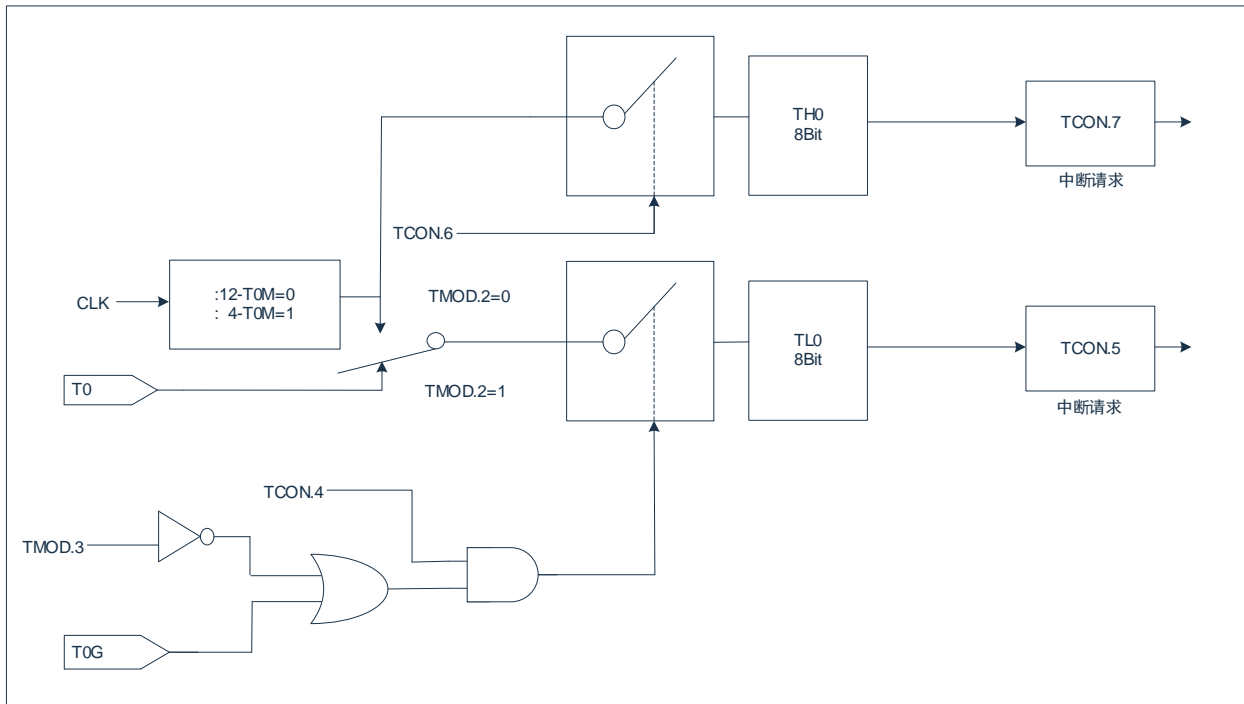 TH0
8Bit
TCON.7
中断请求
TCON.6
CLK
:12-T0M=0
: 4-T0M=1
TMOD.2=0
TL0
8Bit
TCON.5
中断请求
T0
TMOD.2=1
TCON.4
TMOD.3
T0G